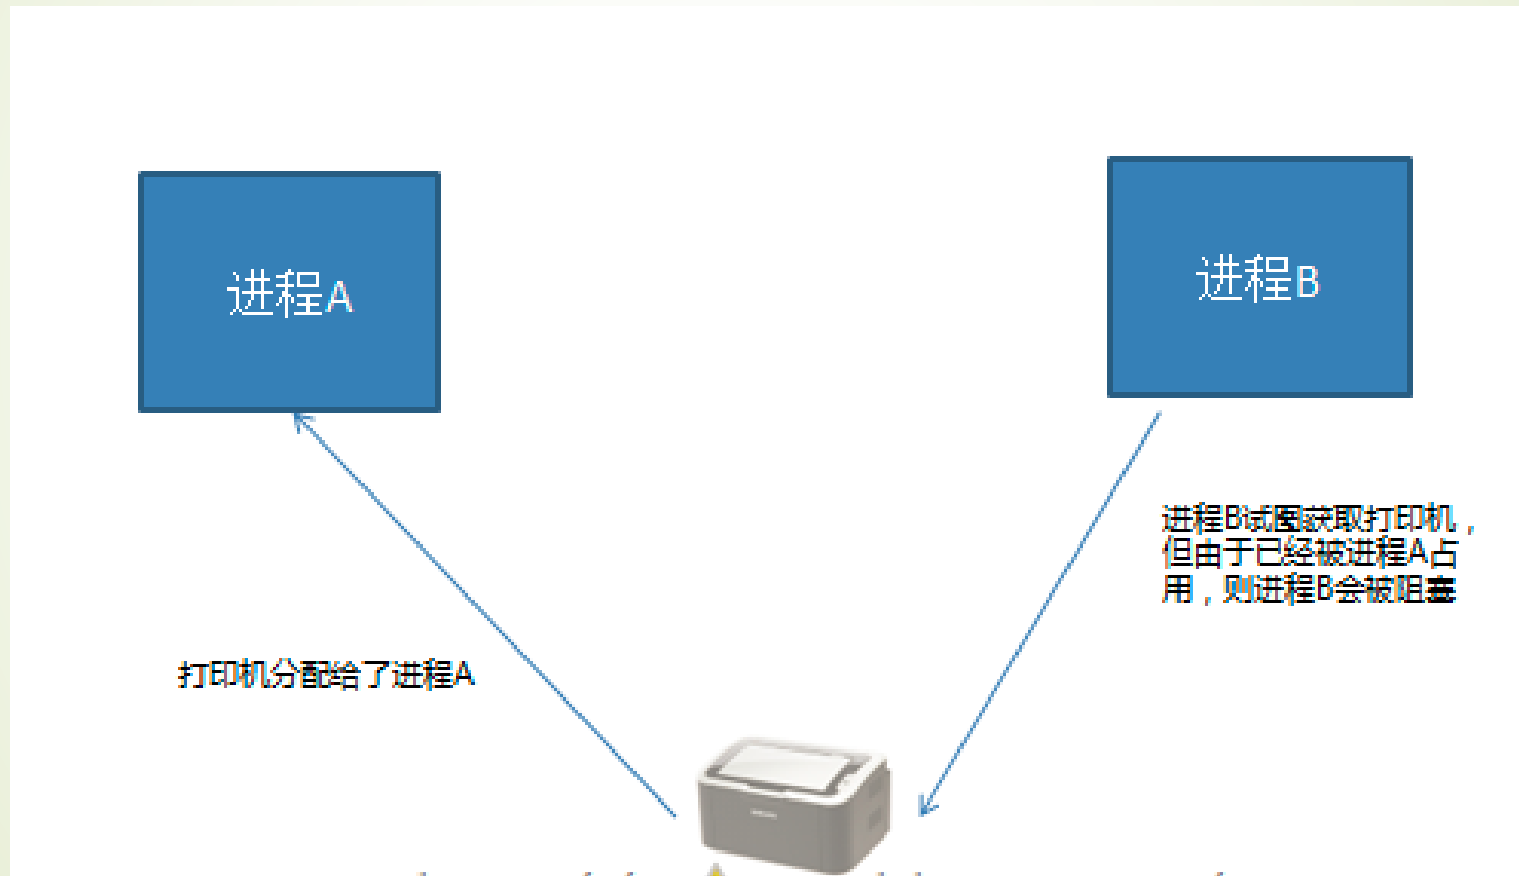 进程A
进程B
进程B试图获取打印机，
但由于已经被进程A占
用，则进程B会被阻塞
打印机分配给了进程A